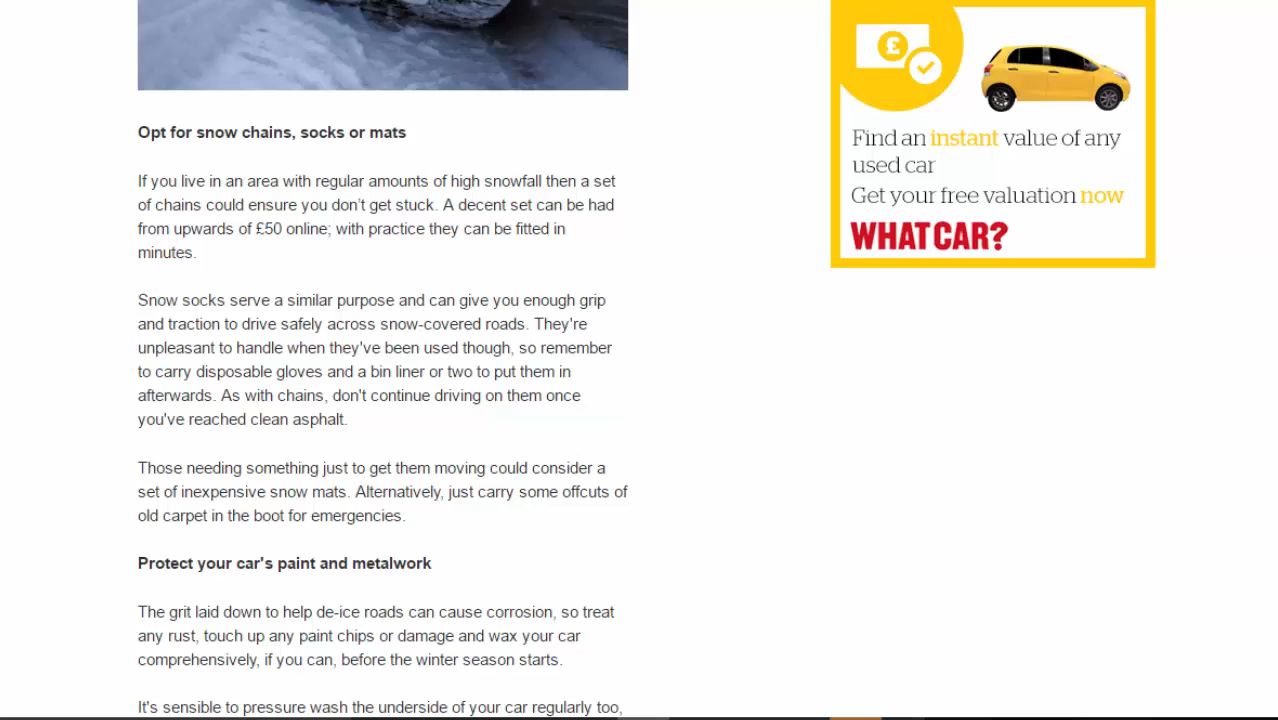 Opt for snow chains, socks or mats
If you live in an area with regular amounts of high snowfall then a set
of chains could ensure you don’t get stuck. A decent set can be had
from upwards of £50 online; with practice they can be fitted in
minutes.
Snow socks serve a similar purpose and can give you enough grip
and traction to drive safely across snow-covered roads. They're
unpleasant to handle when they've been used though, so remember
to carry disposable gloves and a bin liner or two to put them in
afterwards. As with chains, don't continue driving on them once
you've reached clean asphalt.
Those needing something just to get them moving could consider a
set of inexpensive snow mats. Alternatively, just carry some offcuts of
old carpet in the boot for emergencies.
Protect your car's paint and metalwork
The grit laid down to help de-ice roads can cause corrosion, so treat
any rust, touch up any paint chips or damage and wax your car
comprehensively, if you can, before the winter season starts.
It's sensible to pressure wash the underside of your car regularly too,
£
Find an instant value of any
used car
Get your free valuation now
WHAT CAR?